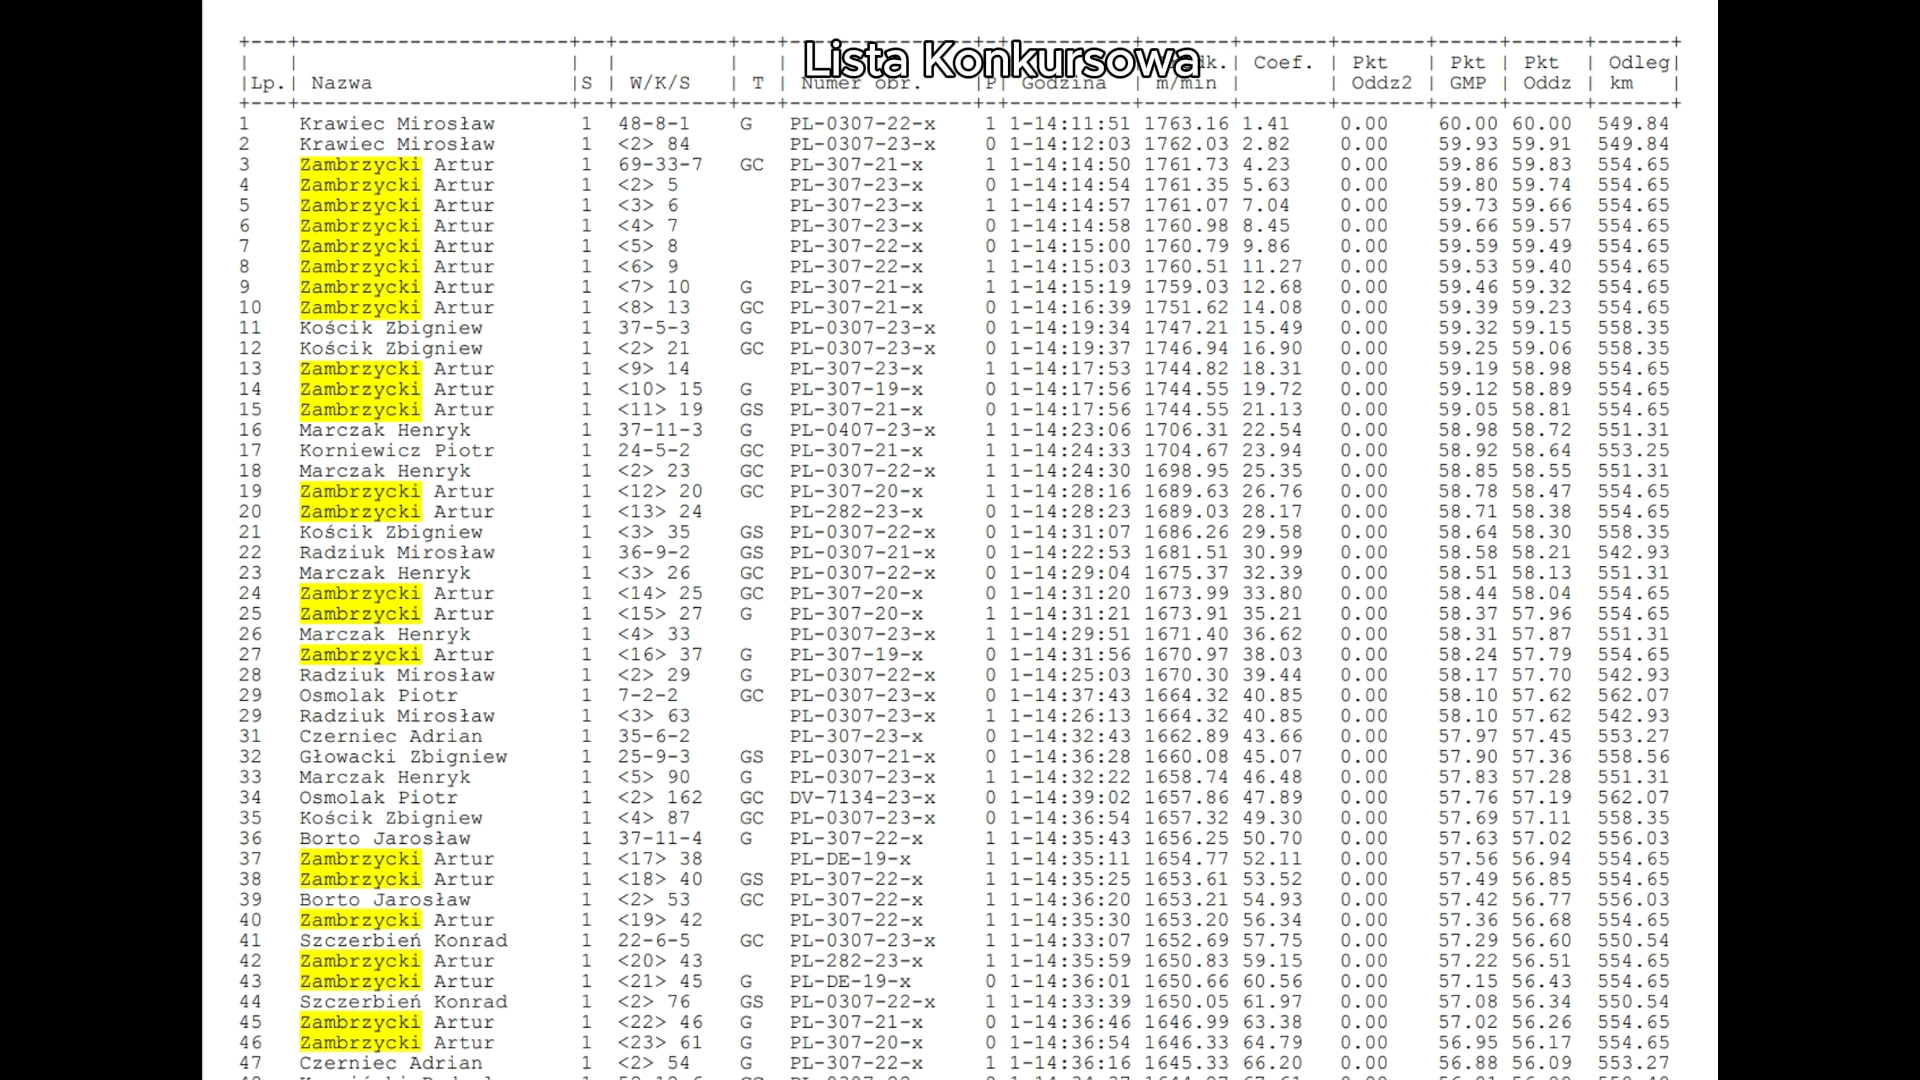 Lista Konkursowa
Coef. Pkt Pkt Pkt Odleg
Lp. Nazwa S W/K/S T Numer obr. P Godzina m/min Oddz2 GMP Oddz km
1 Krawiec Mirosław 1 48-8-1 G PL-0307-22-x 1 1-14:11:51 1763.16 1.41 0.00 60.00 60.00 549.84
2 Krawiec Mirosław 1 <2> 84 PL-0307-23-x 0 1-14:12:03 1762.03 2.82 0.00 59.93 59.91 549.84
3 Zambrzycki Artur 1 69-33-7 GC PL-307-21-x 1 1-14:14:50 1761.73 4.23 0.00 59.86 59.83 554.65
4 Zambrzycki Artur 1 <2> 5 PL-307-23-x 0 1-14:14:54 1761.35 5.63 0.00 59.80 59.74 554.65
5 Zambrzycki Artur 1 <3> 6 PL-307-23-x 1 1-14:14:57 1761.07 7.04 0.00 59.73 59.66 554.65
6 Zambrzycki Artur 1 <4> 7 PL-307-23-x 0 1-14:14:58 1760.98 8.45 0.00 59.66 59.57 554.65
7 Zambrzycki Artur 1 <5> 8 PL-307-22-x 0 1-14:15:00 1760.79 9.86 0.00 59.59 59.49 554.65
8 Zambrzycki Artur 1 <6> 9 PL-307-22-x 1 1-14:15:03 1760.51 11.27 0.00 59.53 59.40 554.65
9 Zambrzycki Artur 1 <7> 10 G PL-307-21-x 1 1-14:15:19 1759.03 12.68 0.00 59.46 59.32 554.65
10 Zambrzycki Artur 1 <8> 13 GC PL-307-21-x 0 1-14:16:39 1751.62 14.08 0.00 59.39 59.23 554.65
11 Kościk Zbigniew 1 37-5-3 G PL-0307-23-x 0 1-14:19:34 1747.21 15.49 0.00 59.32 59.15 558.35
12 Kościk Zbigniew 1 <2> 21 GC PL-0307-23-x 0 1-14:19:37 1746.94 16.90 0.00 59.25 59.06 558.35
13 Zambrzycki Artur 1 <9> 14 PL-307-23-x 1 1-14:17:53 1744.82 18.31 0.00 59.19 58.98 554.65
14 Zambrzycki Artur 1 <10> 15 G PL-307-19-x 1 1-14:17:56 1744.55 19.72 0.00 59.12 58.89 554.65
15 Zambrzycki Artur 1 <11> 19 GS PL-307-21-x 0 1-14:17:56 1744.55 21.13 0.00 59.05 58.81 554.65
16 Marczak Henryk 1 37-11-3 G PL-0407-23-x 1 1-14:23:06 1706.31 22.54 0.00 58.98 58.72 551.31
17 Korniewicz Piotr 1 24-5-2 GC PL-307-21-x 1 1-14:24:33 1704.67 23.94 0.00 58.92 58.64 553.25
18 Marczak Henryk 1 <2> 23 GC PL-0307-22-x 1 1-14:24:30 1698.95 25.35 0.00 58.85 58.55 551.31
19 Zambrzycki Artur 1 <12> 20 GC PL-307-20-x 1 1-14:28:16 1689.63 26.76 0.00 58.78 58.47 554.65
20 Zambrzycki Artur 1 <13> 24 PL-282-23-x 0 1-14:28:23 1689.03 28.17 0.00 58.71 58.38 554.65
21 Kościk Zbigniew 1 <3> 35 GS PL-0307-22-x 1 1-14:31:07 1686.26 29.58 0.00 58.64 58.30 558.35
22 Radziuk Mirosław 1 36-9-2 GS PL-0307-21-x 1 1-14:22:53 1681.51 30.99 0.00 58.58 58.21 542.93
23 Marczak Henryk 1 <3> 26 GC PL-0307-22-x 0 1-14:29:04 1675.37 32.39 0.00 58.51 58.13 551.31
24 Zambrzycki Artur 1 <14> 25 GC PL-307-20-x 0 1-14:31:20 1673.99 33.80 0.00 58.44 58.04 554.65
25 Zambrzycki Artur 1 <15> 27 G PL-307-20-x 1 1-14:31:21 1673.91 35.21 0.00 58.37 57.96 554.65
26 Marczak Henryk 1 <4> 33 PL-0307-23-x 1 1-14:29:51 1671.40 36.62 0.00 58.31 57.87 551.31
27 Zambrzycki Artur 1 <16> 37 G PL-307-19-x 1 1-14:31:56 1670.97 38.03 0.00 58.24 57.79 554.65
28 Radziuk Mirosław 1 <2> 29 G PL-0307-22-x 0 1-14:25:03 1670.30 39.44 0.00 58.17 57.70 542.93
29 Osmolak Piotr 1 7-2-2 GC PL-0307-23-x 0 1-14:37:43 1664.32 40.85 0.00 58.10 57.62 562.07
29 Radziuk Mirosław 1 <3> 63 PL-0307-23-x 1 1-14:26:13 1664.32 40.85 0.00 58.10 57.62 542.93
31 Czerniec Adrian 1 35-6-2 PL-307-23-x 0 1-14:32:43 1662.89 43.66 0.00 57.97 57.45 553.27
32 Głowacki Zbigniew 1 25-9-3 GS PL-0307-21-x 0 1-14:36:28 1660.08 45.07 0.00 57.90 57.36 558.56
33 Marczak Henryk 1 <5> 90 G PL-0307-23-x 1 1-14:32:22 1658.74 46.48 0.00 57.83 57.28 551.31
34 Osmolak Piotr 1 <2> 162 GC DV-7134-23-x 0 1-14:39:02 1657.86 47.89 0.00 57.76 57.19 562.07
35 Kościk Zbigniew 1 <4> 87 GC PL-0307-23-x 0 1-14:36:54 1657.32 49.30 0.00 57.69 57.11 558.35
36 Borto Jarosław 1 37-11-4 G PL-307-22-x 1 1-14:35:43 1656.25 50.70 0.00 57.63 57.02 556.03
37 Zambrzycki Artur 1 <17> 38 PL-DE-19-x 1 1-14:35:11 1654.77 52.11 0.00 57.56 56.94 554.65
38 Zambrzycki Artur 1 <18> 40 GS PL-307-22-x 1 1-14:35:25 1653.61 53.52 0.00 57.49 56.85 554.65
39 Borto Jarosław 1 <2> 53 GC PL-307-22-x 1 1-14:36:20 1653.21 54.93 0.00 57.42 56.77 556.03
40 Zambrzycki Artur 1 <19> 42 PL-307-22-x 1 1-14:35:30 1653.20 56.34 0.00 57.36 56.68 554.65
41 Szczerbień Konrad 1 22-6-5 GC PL-0307-23-x 1 1-14:33:07 1652.69 57.75 0.00 57.29 56.60 550.54
42 Zambrzycki Artur 1 <20> 43 PL-282-23-x 1 1-14:35:59 1650.83 59.15 0.00 57.22 56.51 554.65
43 Zambrzycki Artur 1 <21> 45 G PL-DE-19-x 0 1-14:36:01 1650.66 60.56 0.00 57.15 56.43 554.65
44 Szczerbień Konrad 1 <2> 76 GS PL-0307-22-x 1 1-14:33:39 1650.05 61.97 0.00 57.08 56.34 550.54
45 Zambrzycki Artur 1 <22> 46 G PL-307-21-x 0 1-14:36:46 1646.99 63.38 0.00 57.02 56.26 554.65
46 Zambrzycki Artur 1 <23> 61 G PL-307-20-x 0 1-14:36:54 1646.33 64.79 0.00 56.95 56.17 554.65
47 Czerniec Adrian 1 <2> 54 G PL-307-22-x 1 1-14:36:16 1645.33 66.20 0.00 56.88 56.09 553.27